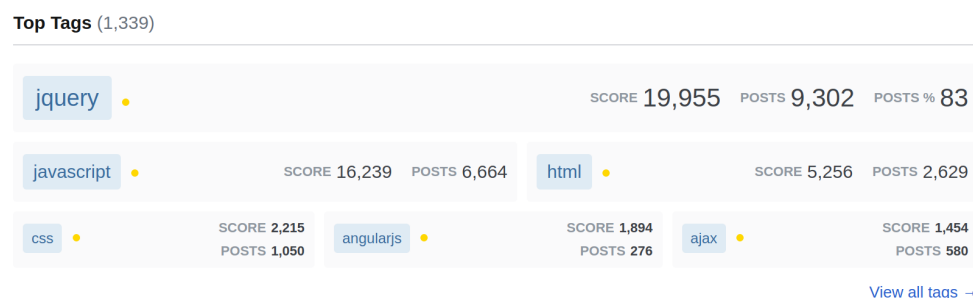 Top Tags (1,339)
jquery SCORE 19,955 POSTS 9,302 POSTS % 83
javascript SCORE 16,239 POSTS 6,664 html SCORE 5,256 POSTS 2,629
css SCORE 2,215 POSTS 1,050 angularjs SCORE 1,894 POSTS 276 ajax SCORE 1,454 POSTS 580
View all tags →